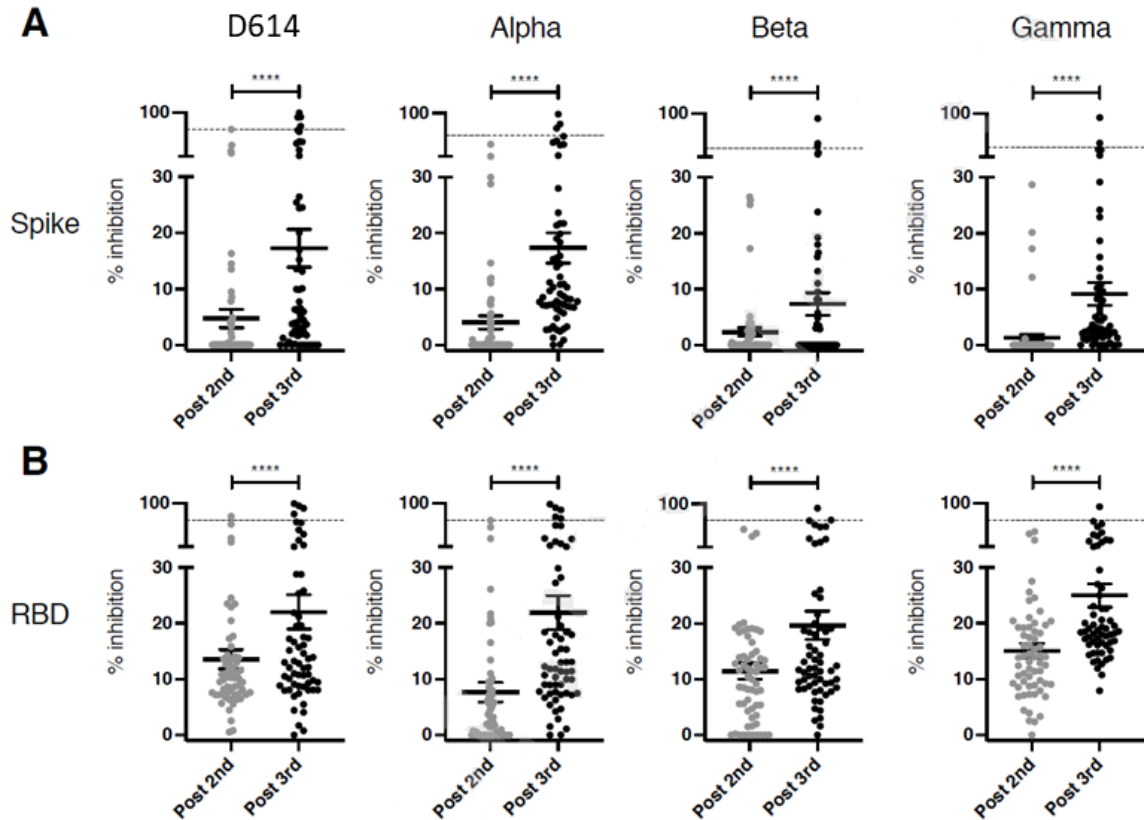 A
D614 Alpha Beta Gamma
**** **** **** ****
Spike
% inhibition % inhibition % inhibition % inhibition
100 100 100 100
30 30 30 30
20 20 20 20
10 10 10 10
0 0 0 0
Post 2nd Post 3rd Post 2nd Post 3rd Post 2nd Post 3rd Post 2nd Post 3rd
B
**** **** **** ****
RBD
% inhibition % inhibition % inhibition % inhibition
100 100 100 100
30 30 30 30
20 20 20 20
10 10 10 10
0 0 0 0
Post 2nd Post 3rd Post 2nd Post 3rd Post 2nd Post 3rd Post 2nd Post 3rd